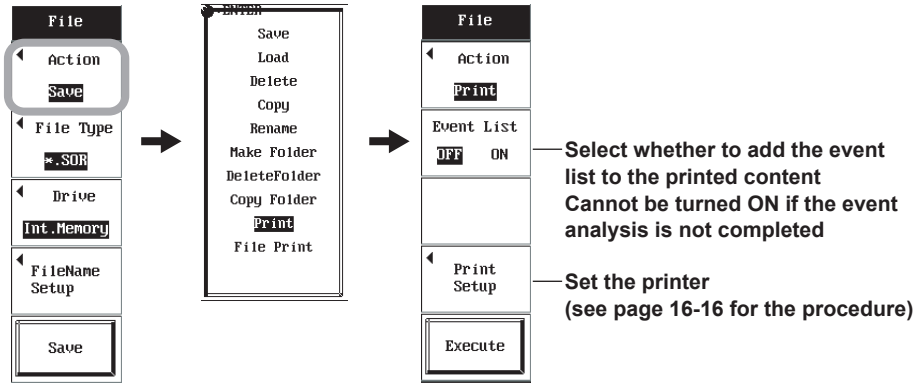 File
Action
Save
File Type
*.SOR
Drive
Int.Memory
FileName
Setup
Save
ENTER
Save
Load
Delete
Copy
Rename
Make Folder
DeleteFolder
Copy Folder
Print
File Print
File
Action
Print
Event List
OFF ON
Print
Setup
Execute
Select whether to add the event
list to the printed content
Cannot be turned ON if the event
analysis is not completed
Set the printer
(see page 16-16 for the procedure)